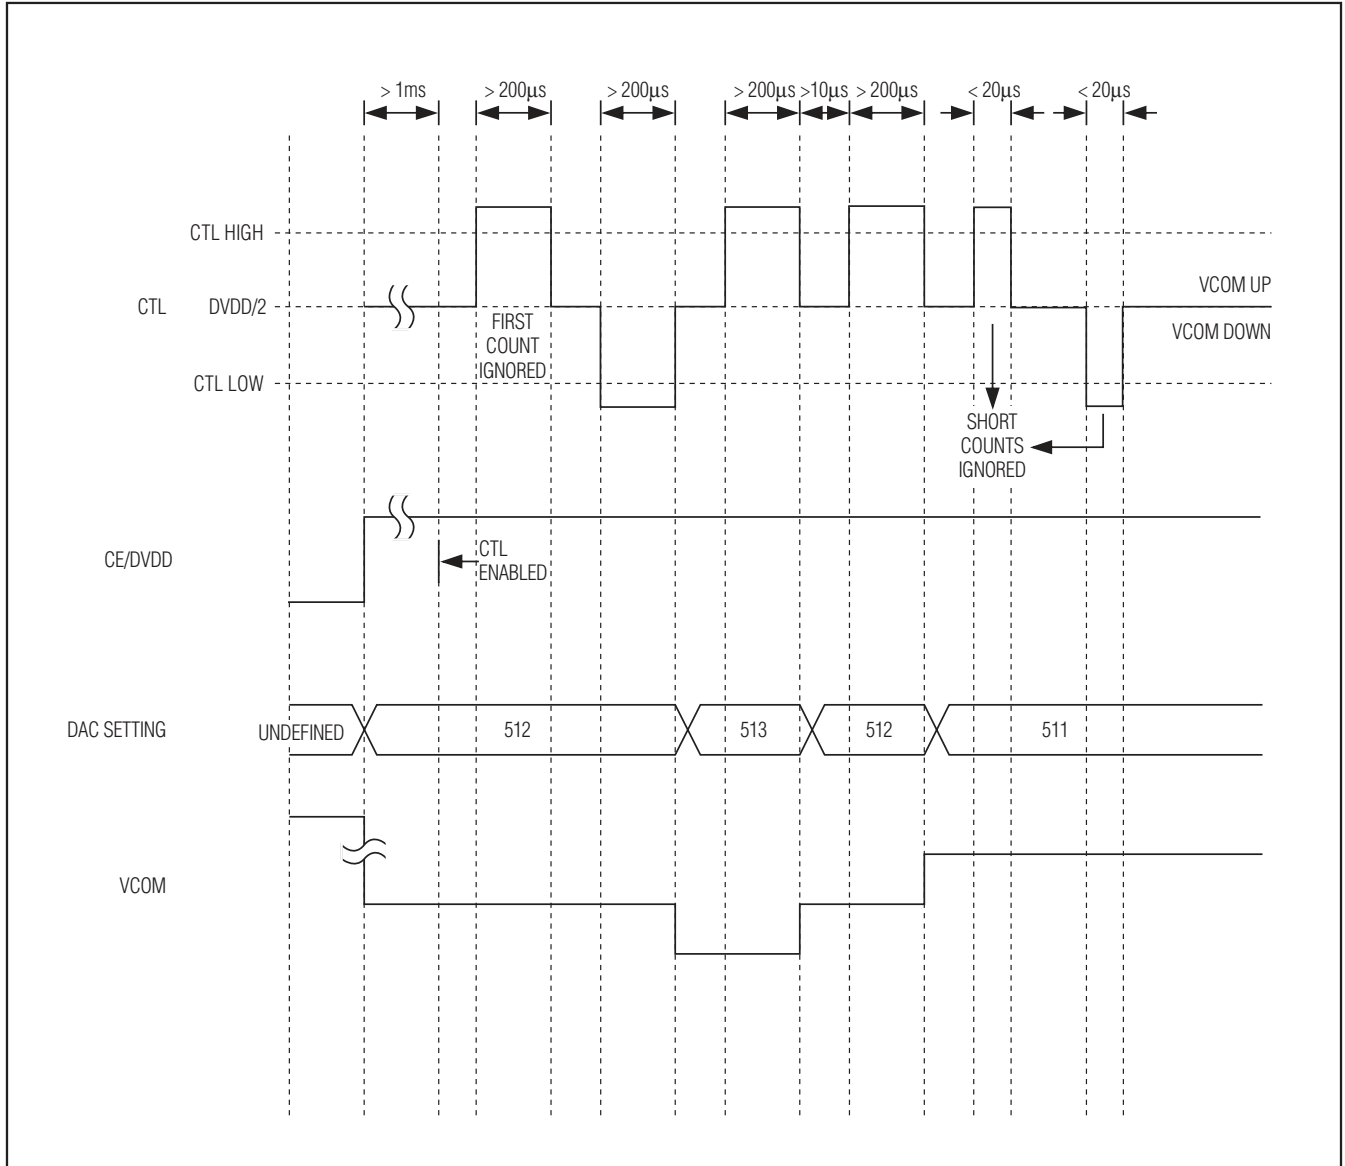 > 1ms
> 200µs
> 200µs
> 200µs
>10µs
> 200µs
< 20µs
< 20µs
CTL HIGH
CTL
DVDD/2
VCOM UP
VCOM DOWN
FIRST
COUNT
IGNORED
CTL LOW
SHORT
COUNTS
IGNORED
CE/DVDD
CTL
ENABLED
DAC SETTING
UNDEFINED
512
513
512
511
VCOM